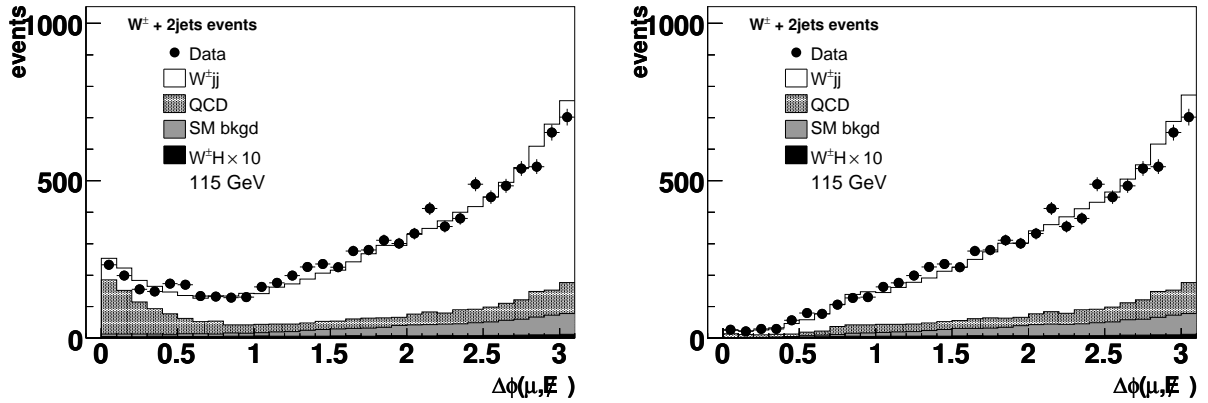 events
1000
500
0
W± + 2jets events
Data
W±jj
QCD
SM bkgd
W±H × 10
115 GeV
0 0.5 1 1.5 2 2.5 3
Δϕ(μ,E̸ )
events
1000
500
0
W± + 2jets events
Data
W±jj
QCD
SM bkgd
W±H × 10
115 GeV
0 0.5 1 1.5 2 2.5 3
Δϕ(μ,E̸ )